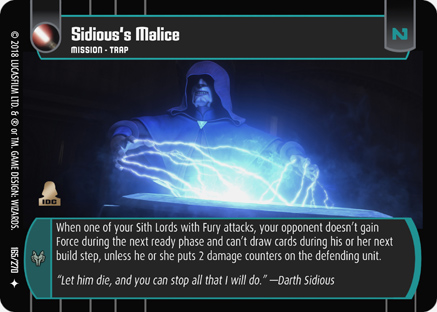 Sidious's Malice
MISSION - TRAP
N
© 2018 LUCASFILM LTD. & ® or TM. GAME DESIGN: WIZARDS.
165/270
IDC
When one of your Sith Lords with Fury attacks, your opponent doesn't gain
Force during the next ready phase and can't draw cards during his or her next
build step, unless he or she puts 2 damage counters on the defending unit.
"Let him die, and you can stop all that I will do." —Darth Sidious